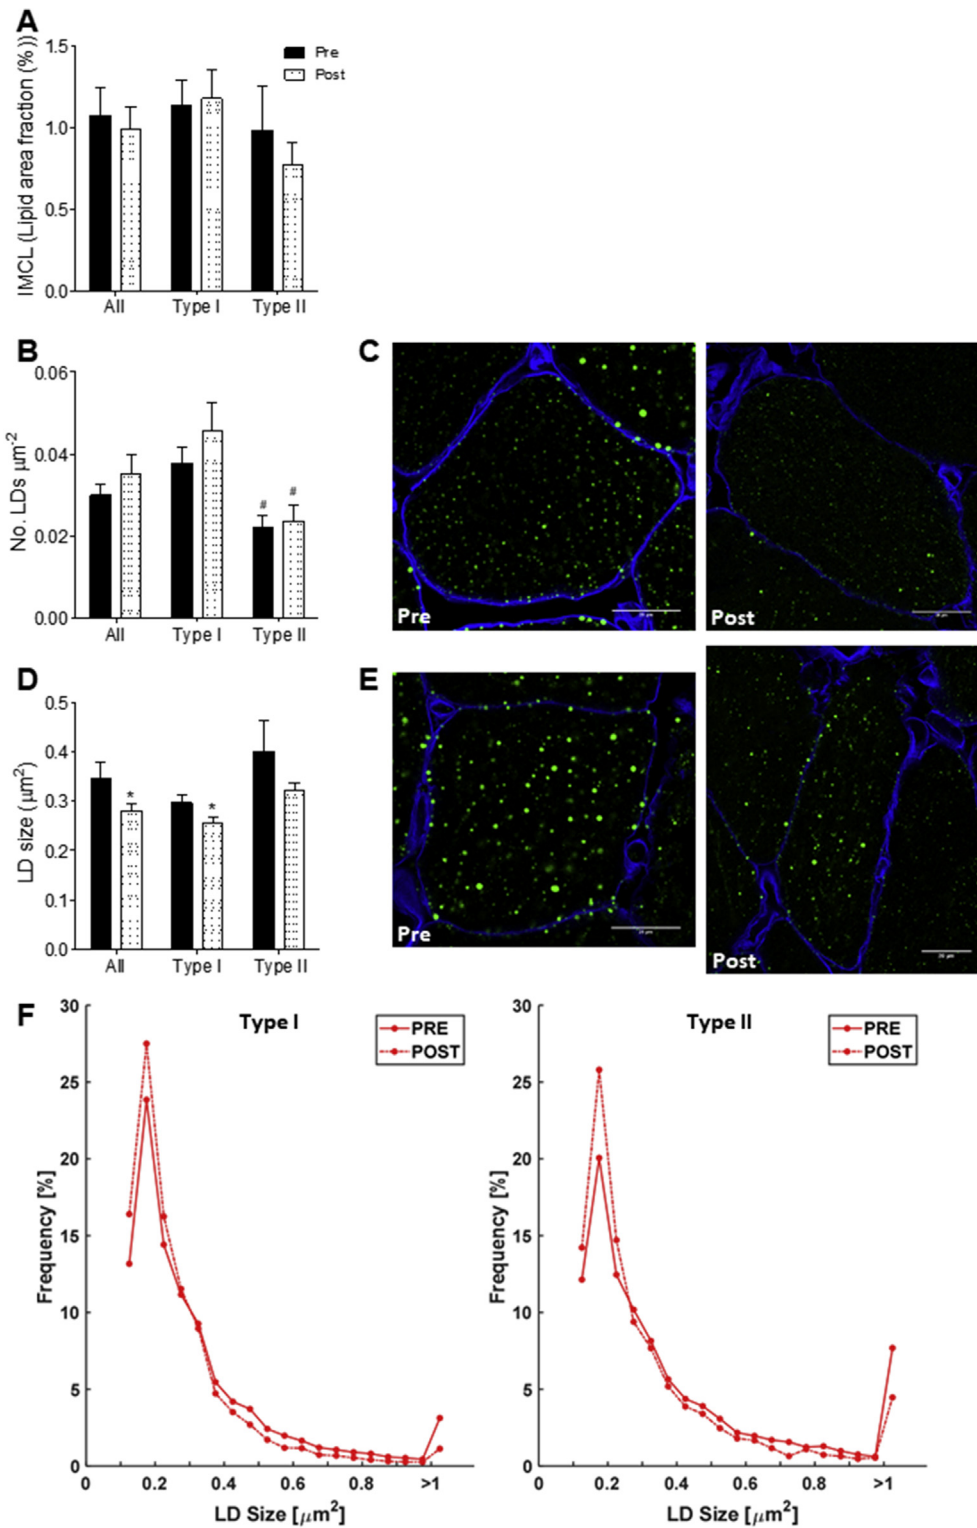 A
IMCL (Lipid area fraction (%))
1.5
1.0
0.5
0.0
Pre
Post
All Type I Type II
B
No. LDs μm-2
0.06
0.04
0.02
0.00
# #
All Type I Type II
C
Pre
Post
D
LD size (μm²)
0.5
0.4
0.3
0.2
0.1
0.0
* *
All Type I Type II
E
Pre
Post
F
Type I
PRE
POST
Frequency [%]
30
25
20
15
10
5
0
0 0.2 0.4 0.6 0.8 >1
LD Size [μm²]
Type II
PRE
POST
Frequency [%]
30
25
20
15
10
5
0
0 0.2 0.4 0.6 0.8 >1
LD Size [μm²]